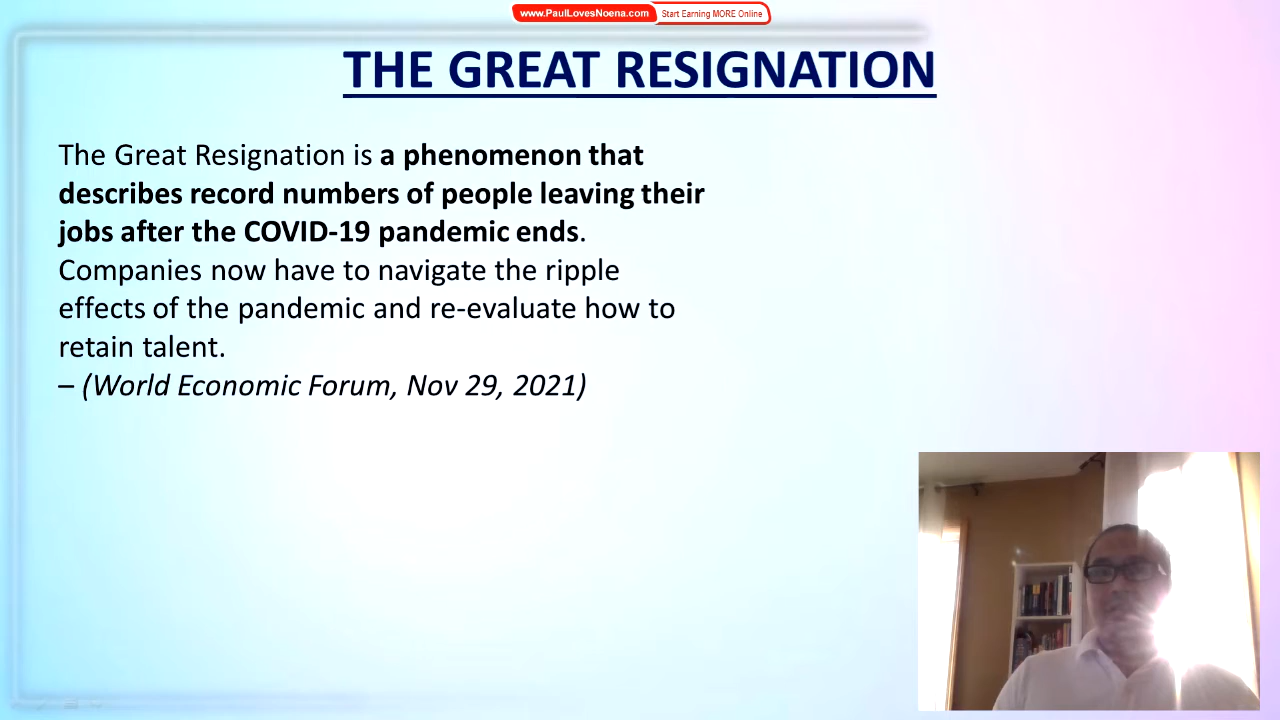 www.PaulLovesNoena.com Start Earning MORE Online
THE GREAT RESIGNATION
The Great Resignation is a phenomenon that
describes record numbers of people leaving their
jobs after the COVID-19 pandemic ends.
Companies now have to navigate the ripple
effects of the pandemic and re-evaluate how to
retain talent.
– (World Economic Forum, Nov 29, 2021)